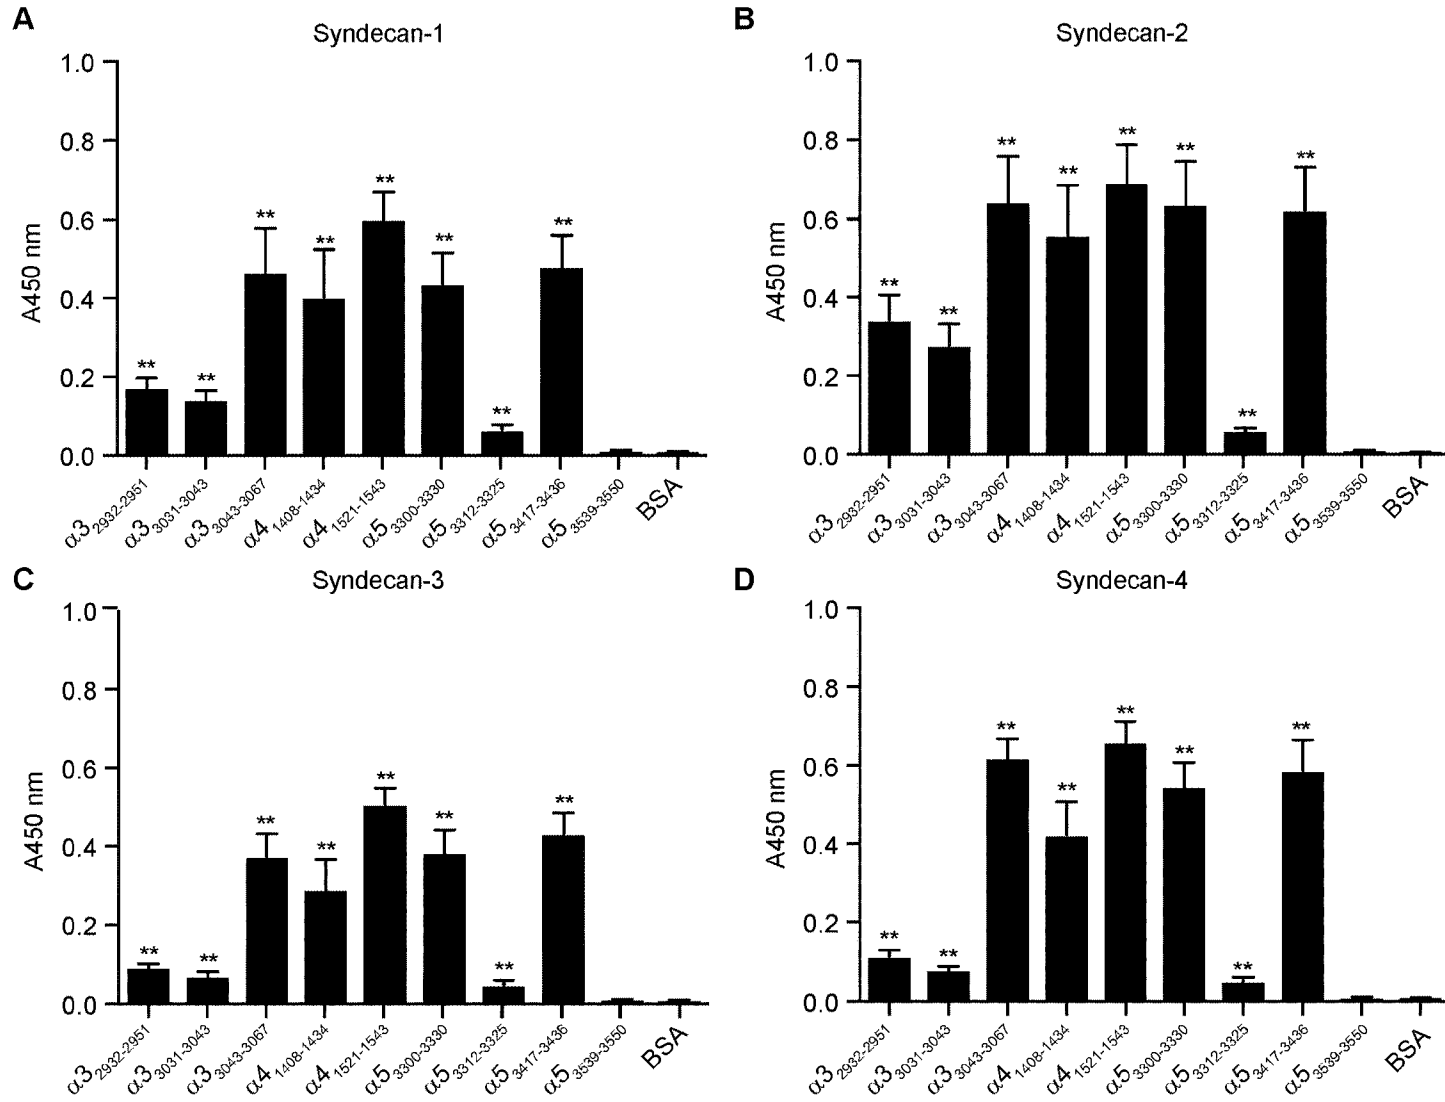 A
Syndecan-1
1.0
0.8
0.6
0.4
0.2
0.0
A450 nm
** ** ** ** ** ** ** **
α3 2932-2951
α3 3031-3043
α3 3043-3067
α4 1408-1434
α4 1521-1543
α5 3300-3330
α5 3312-3325
α5 3417-3436
α5 3539-3550
BSA
B
Syndecan-2
1.0
0.8
0.6
0.4
0.2
0.0
A450 nm
** ** ** ** ** ** ** **
α3 2932-2951
α3 3031-3043
α3 3043-3067
α4 1408-1434
α4 1521-1543
α5 3300-3330
α5 3312-3325
α5 3417-3436
α5 3539-3550
BSA
C
Syndecan-3
1.0
0.8
0.6
0.4
0.2
0.0
A450 nm
** ** ** ** ** ** ** **
α3 2932-2951
α3 3031-3043
α3 3043-3067
α4 1408-1434
α4 1521-1543
α5 3300-3330
α5 3312-3325
α5 3417-3436
α5 3539-3550
BSA
D
Syndecan-4
1.0
0.8
0.6
0.4
0.2
0.0
A450 nm
** ** ** ** ** ** ** **
α3 2932-2951
α3 3031-3043
α3 3043-3067
α4 1408-1434
α4 1521-1543
α5 3300-3330
α5 3312-3325
α5 3417-3436
α5 3539-3550
BSA